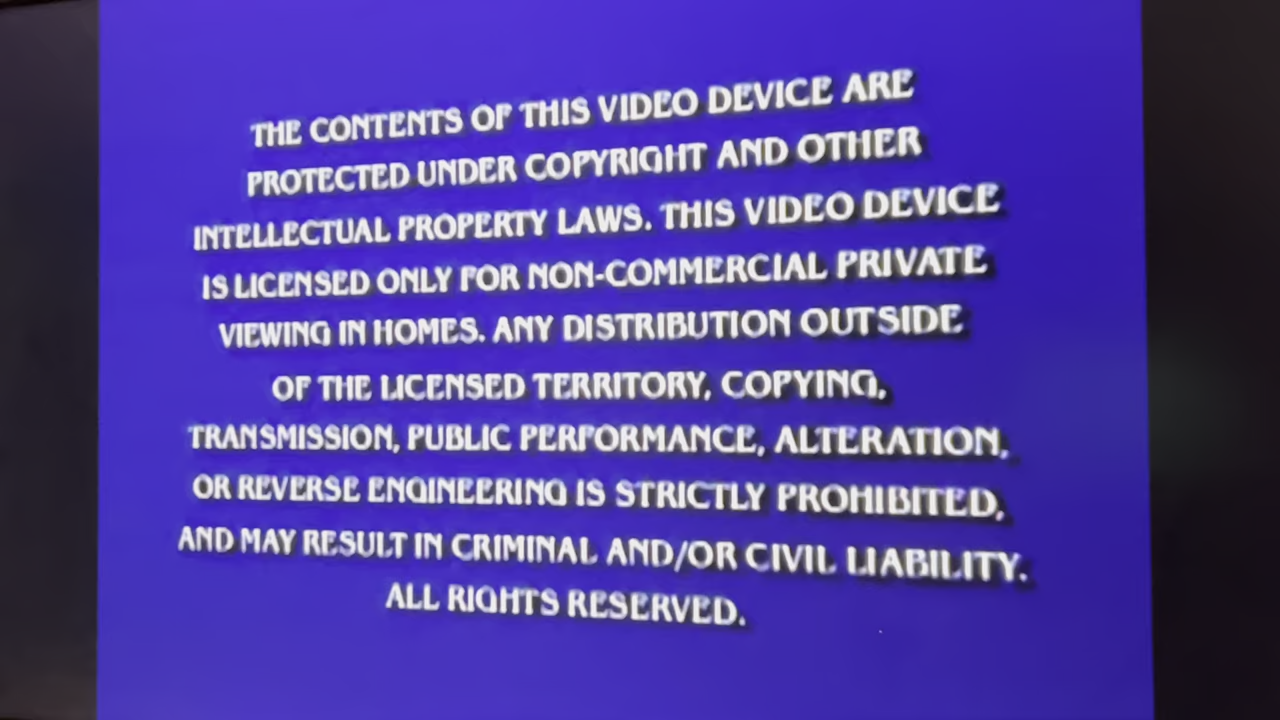 THE CONTENTS OF THIS VIDEO DEVICE ARE
PROTECTED UNDER COPYRIGHT AND OTHER
INTELLECTUAL PROPERTY LAWS. THIS VIDEO DEVICE
IS LICENSED ONLY FOR NON-COMMERCIAL PRIVATE
VIEWING IN HOMES. ANY DISTRIBUTION OUTSIDE
OF THE LICENSED TERRITORY, COPYING,
TRANSMISSION, PUBLIC PERFORMANCE, ALTERATION,
OR REVERSE ENGINEERING IS STRICTLY PROHIBITED,
AND MAY RESULT IN CRIMINAL AND/OR CIVIL LIABILITY.
ALL RIGHTS RESERVED.